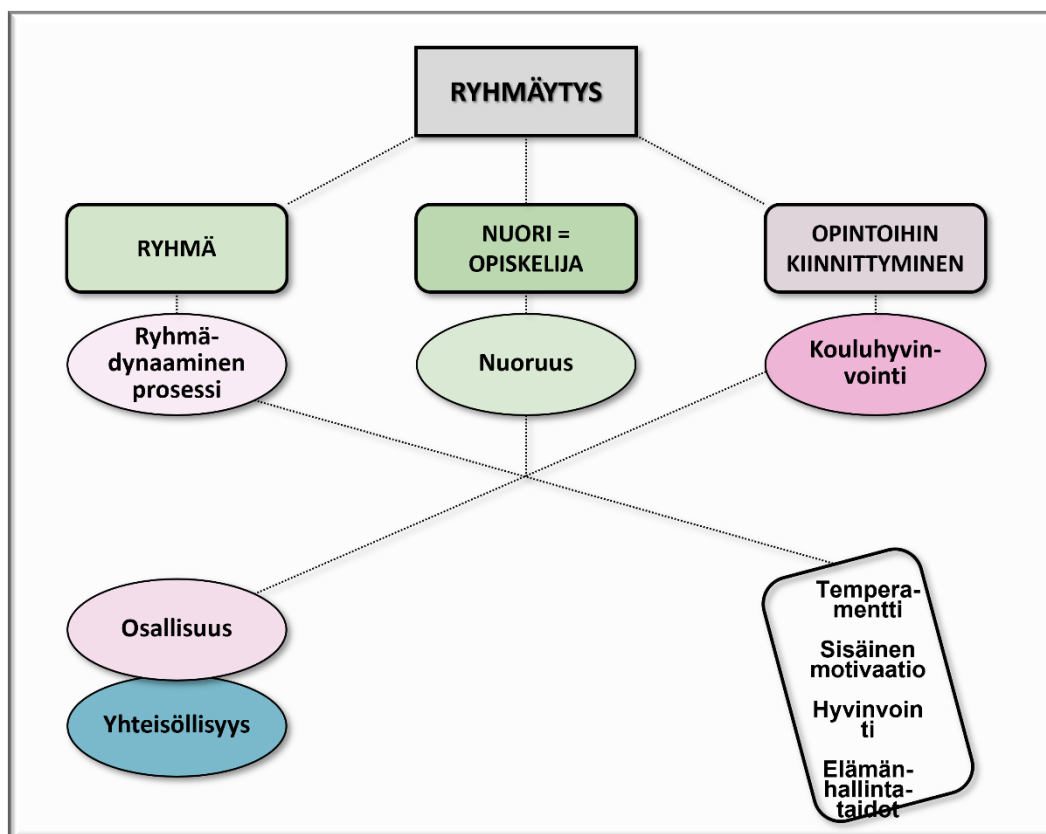 RYHMÄYTYS
RYHMÄ
NUORI =
OPISKELIJA
OPINTOIHIN
KIINNITTYMINEN
Ryhmä-
dynaaminen
prosessi
Nuoruus
Kouluhyvin-
vointi
Osallisuus
Yhteisöllisyys
Tempera-
mentti
Sisäinen
motivaatio
Hyvinvoin
ti
Elämän-
hallinta-
taidot